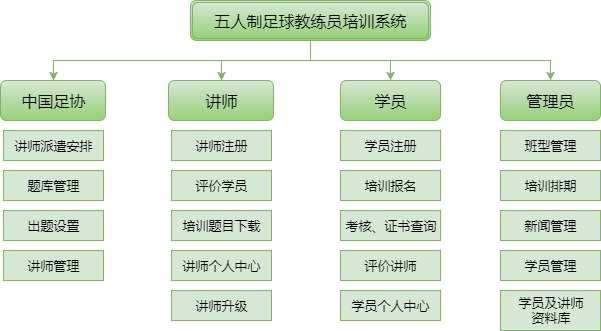 五人制足球教练员培训系统
中国足协
讲师
学员
管理员
讲师派遣安排
讲师注册
学员注册
班型管理
题库管理
评价学员
培训报名
培训排期
出题设置
培训题目下载
考核、证书查询
新闻管理
讲师管理
讲师个人中心
评价讲师
学员管理
讲师升级
学员个人中心
学员及讲师
资料库